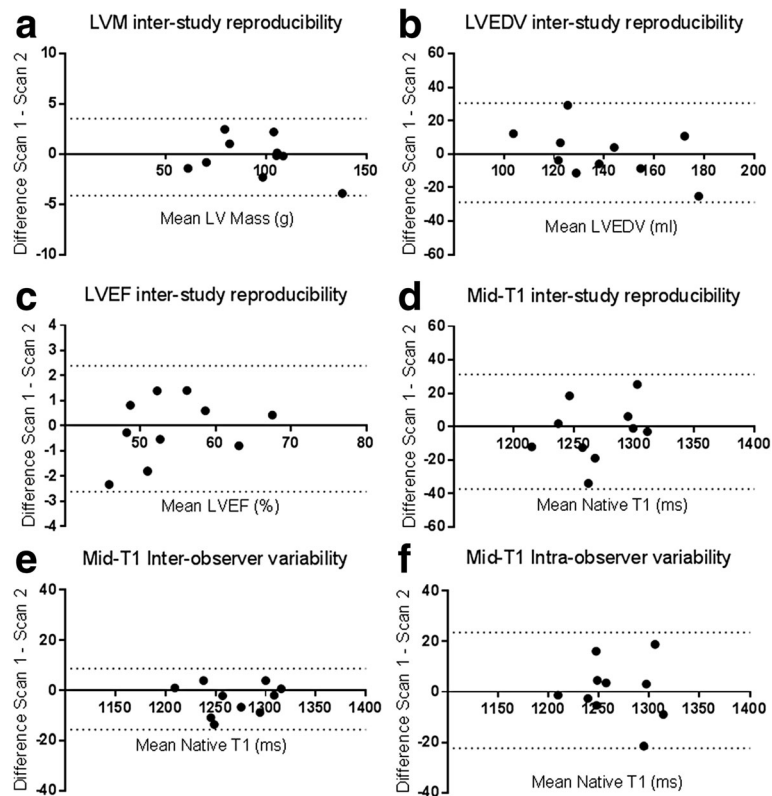 a LVM inter-study reproducibility
Difference Scan 1 - Scan 2
10
5
0
-5
-10
50 100 150
Mean LV Mass (g)
b LVEDV inter-study reproducibility
Difference Scan 1 - Scan 2
60
40
20
0
-20
-40
-60
100 120 140 160 180 200
Mean LVEDV (ml)
c LVEF inter-study reproducibility
Difference Scan 1 - Scan 2
4
3
2
1
0
-1
-2
-3
-4
50 60 70 80
Mean LVEF (%)
d Mid-T1 inter-study reproducibility
Difference Scan 1 - Scan 2
60
40
20
0
-20
-40
-60
1200 1250 1300 1350 1400
Mean Native T1 (ms)
e Mid-T1 Inter-observer variability
Difference Scan 1 - Scan 2
40
20
0
-20
-40
1150 1200 1250 1300 1350 1400
Mean Native T1 (ms)
f Mid-T1 Intra-observer variability
Difference Scan 1 - Scan 2
40
20
0
-20
-40
1150 1200 1250 1300 1350 1400
Mean Native T1 (ms)